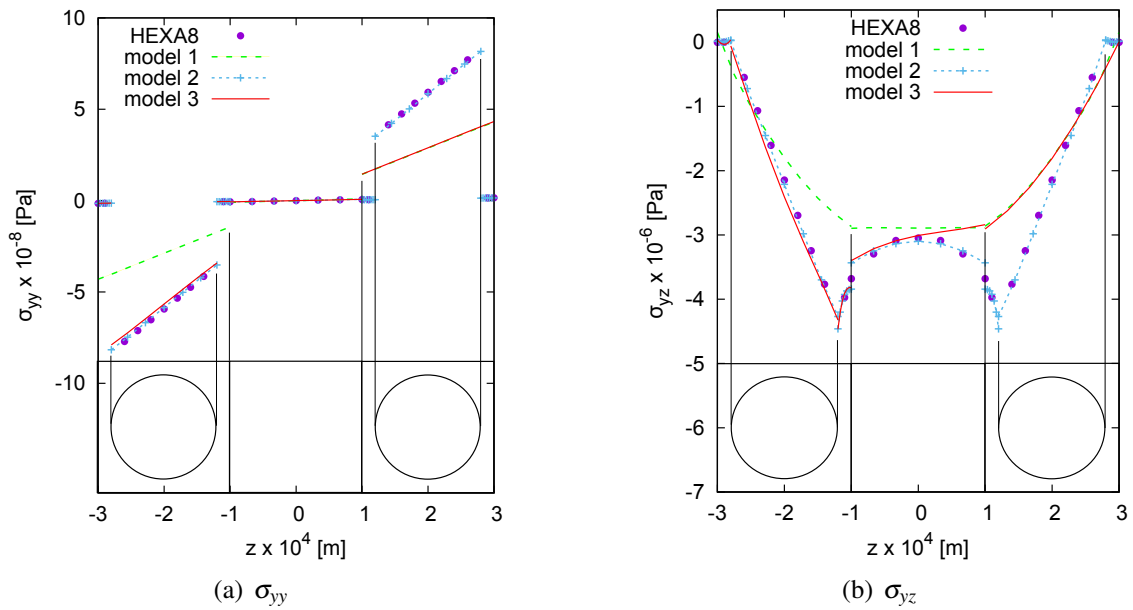 HEXA8
model 1
model 2
model 3
10
5
0
-5
-10
σyy x 10⁻⁸ [Pa]
-3 -2 -1 0 1 2 3
z x 10⁴ [m]
(a) σyy
HEXA8
model 1
model 2
model 3
0
-1
-2
-3
-4
-5
-6
-7
σyz x 10⁻⁶ [Pa]
-3 -2 -1 0 1 2 3
z x 10⁴ [m]
(b) σyz